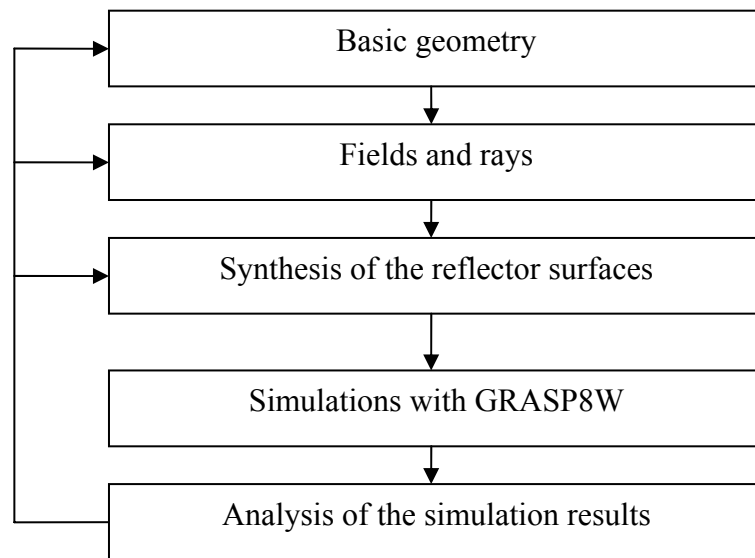 Basic geometry
Fields and rays
Synthesis of the reflector surfaces
Simulations with GRASP8W
Analysis of the simulation results